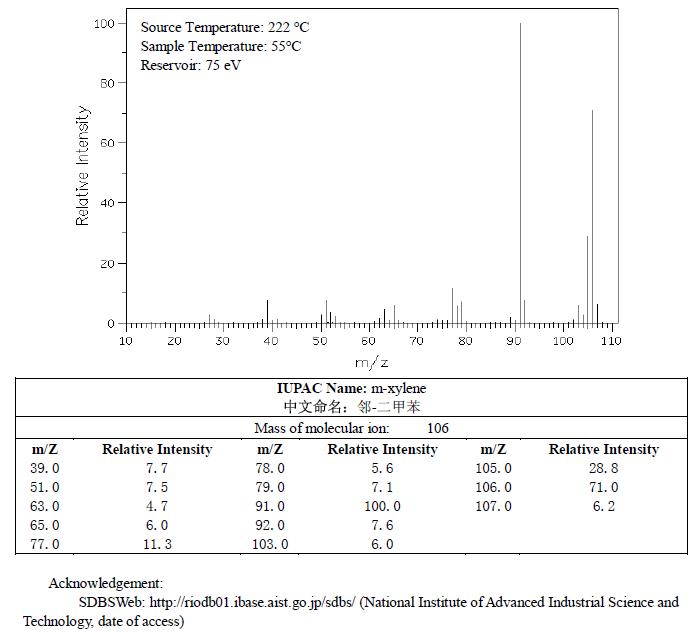 Source Temperature: 222 °C
Sample Temperature: 55°C
Reservoir: 75 eV
Relative Intensity
100
80
60
40
20
0
10 20 30 40 50 60 70 80 90 100 110
m/z
IUPAC Name: m-xylene
中文命名：邻-二甲苯
Mass of molecular ion: 106
m/Z Relative Intensity m/Z Relative Intensity m/Z Relative Intensity
39.0 7.7 78.0 5.6 105.0 28.8
51.0 7.5 79.0 7.1 106.0 71.0
63.0 4.7 91.0 100.0 107.0 6.2
65.0 6.0 92.0 7.6
77.0 11.3 103.0 6.0
Acknowledgement:
SDBSWeb: http://riodb01.ibase.aist.go.jp/sdbs/ (National Institute of Advanced Industrial Science and
Technology, date of access)